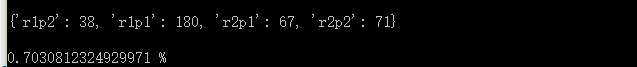 {'r1p2': 38, 'r1p1': 180, 'r2p1': 67, 'r2p2': 71}
0.7030812324929971 %